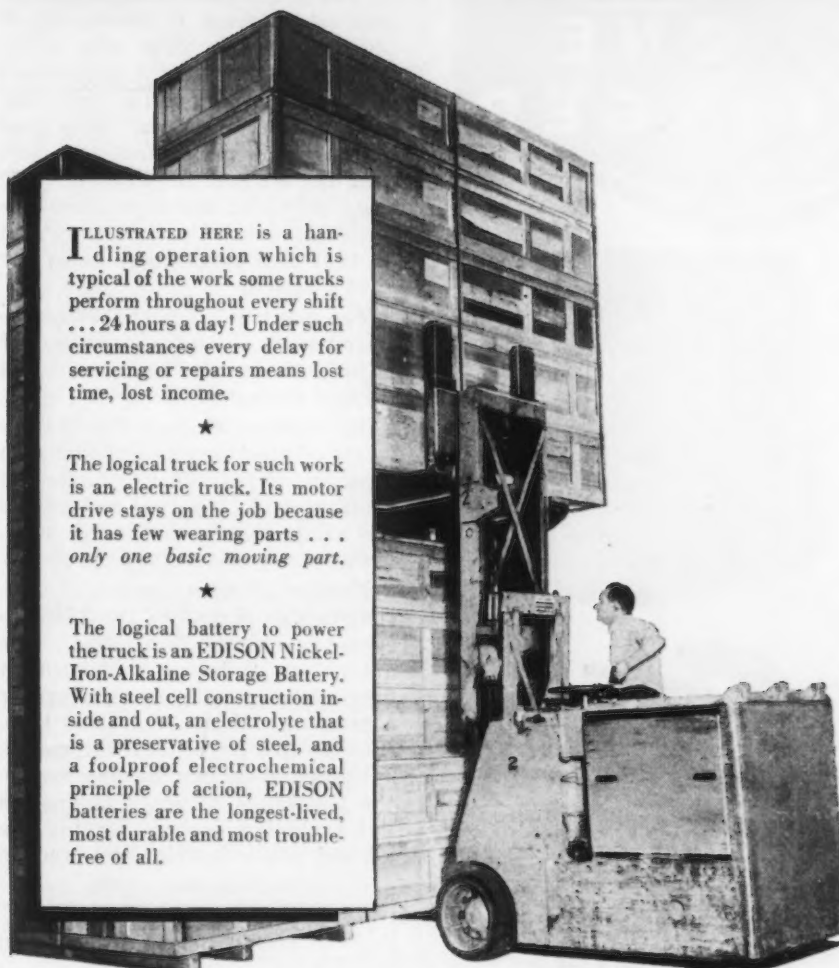 ILLUSTRATED HERE is a han-
dling operation which is
typical of the work some trucks
perform throughout every shift
...24 hours a day! Under such
circumstances every delay for
servicing or repairs means lost
time, lost income.
★
The logical truck for such work
is an electric truck. Its motor
drive stays on the job because
it has few wearing parts . . .
only one basic moving part.
★
The logical battery to power
the truck is an EDISON Nickel-
Iron-Alkaline Storage Battery.
With steel cell construction in-
side and out, an electrolyte that
is a preservative of steel, and
a foolproof electrochemical
principle of action, EDISON
batteries are the longest-lived,
most durable and most trouble-
free of all.
2
2